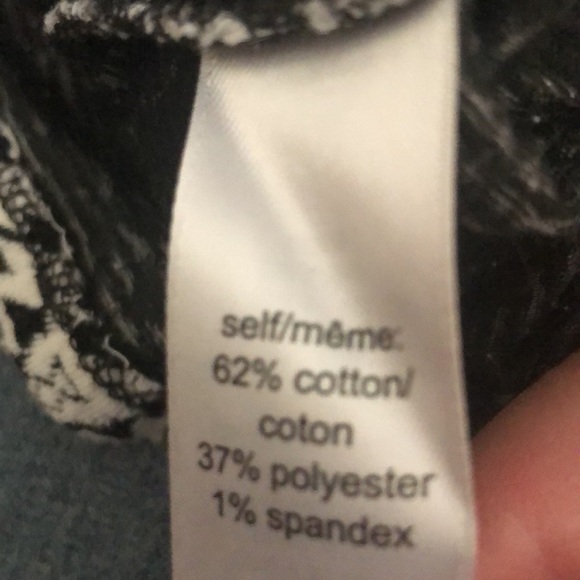 self/même:
62% cotton/
coton
37% polyester
1% spandex